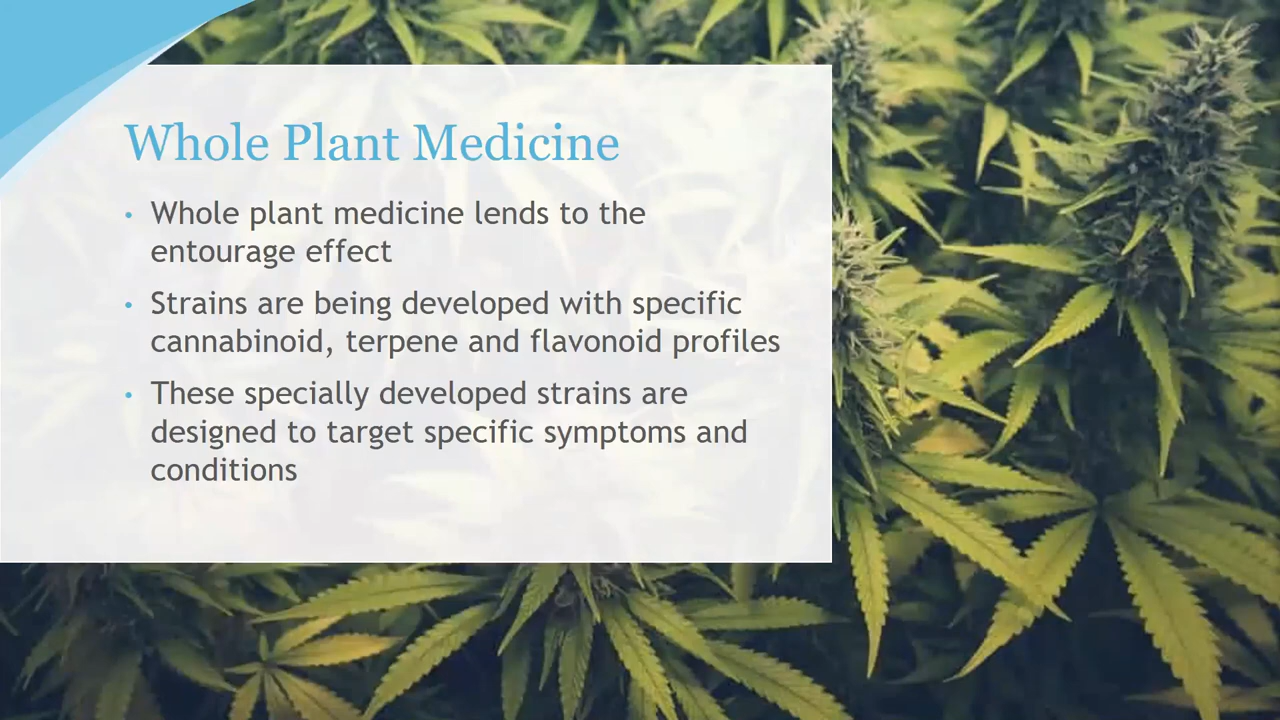 Whole Plant Medicine
• Whole plant medicine lends to the
entourage effect
• Strains are being developed with specific
cannabinoid, terpene and flavonoid profiles
• These specially developed strains are
designed to target specific symptoms and
conditions